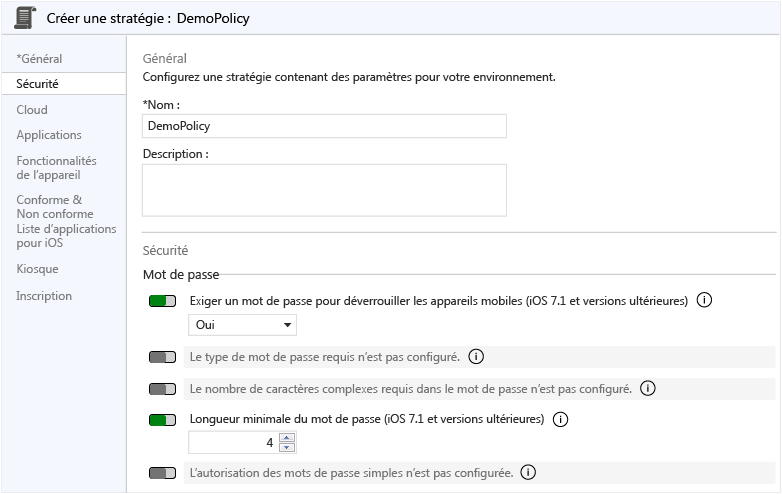 Créer une stratégie : DemoPolicy
*Général
Sécurité
Cloud
Applications
Fonctionnalités
de l'appareil
Conforme &
Non conforme
Liste d'applications
pour iOS
Kiosque
Inscription
Général
Configurez une stratégie contenant des paramètres pour votre environnement.
*Nom :
DemoPolicy
Description :
Sécurité
Mot de passe
Exiger un mot de passe pour déverrouiller les appareils mobiles (iOS 7.1 et versions ultérieures)
Oui
Le type de mot de passe requis n'est pas configuré.
Le nombre de caractères complexes requis dans le mot de passe n'est pas configuré.
Longueur minimale du mot de passe (iOS 7.1 et versions ultérieures)
4
L'autorisation des mots de passe simples n'est pas configurée.